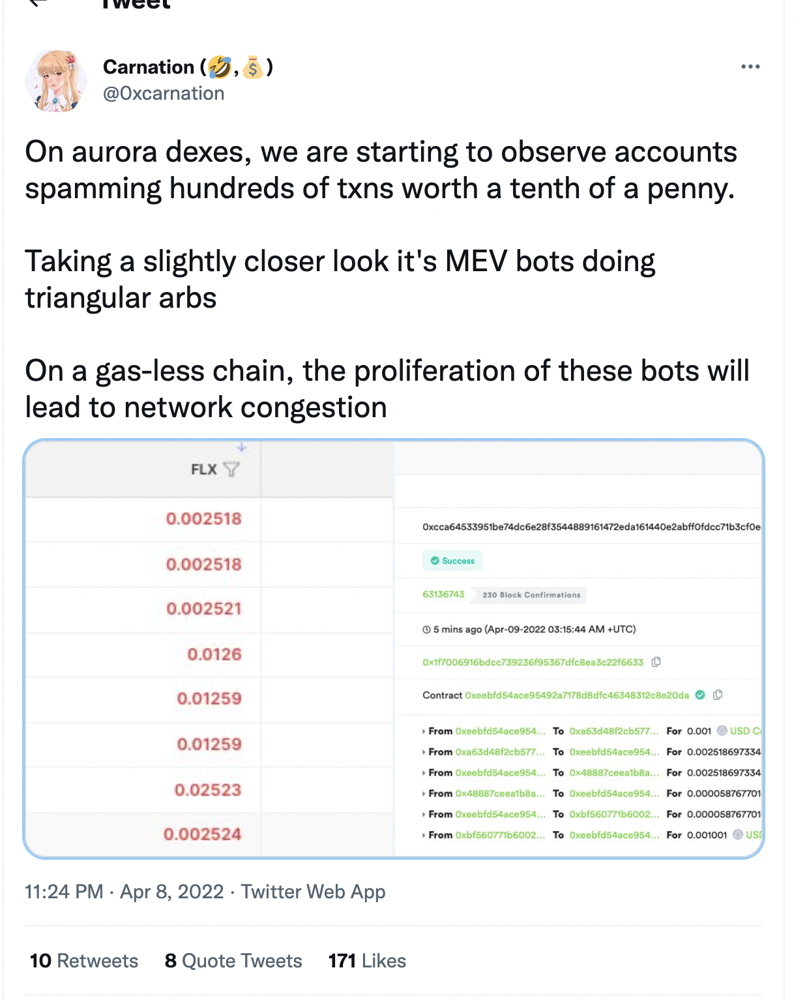 Tweet
Carnation (🤣,💰)
@0xcarnation
On aurora dexes, we are starting to observe accounts
spamming hundreds of txns worth a tenth of a penny.
Taking a slightly closer look it's MEV bots doing
triangular arbs
On a gas-less chain, the proliferation of these bots will
lead to network congestion
FLX
0.002518
0.002518
0.002521
0.0126
0.01259
0.01259
0.02523
0.002524
0xcca64533951be74dc6e28f3544889161472eda161440e2abff0fdcc71b3cf0e
Success
63136743 230 Block Confirmations
5 mins ago (Apr-09-2022 03:15:44 AM +UTC)
0x1f7006916bdcc739236f95367dfc8ea3c22f6633
Contract 0xeebfd54ace95492a7178d8dfc46348312c8e20da
From 0xeebfd54ace954... To 0xa63d48f2cb577... For 0.001 USD C
From 0xa63d48f2cb577... To 0xeebfd54ace954... For 0.002518697334
From 0xeebfd54ace954... To 0x48887ceea1b8a... For 0.002518697334
From 0x48887ceea1b8a... To 0xeebfd54ace954... For 0.000058767701
From 0xeebfd54ace954... To 0xbf560771b6002... For 0.000058767701
From 0xbf560771b6002... To 0xeebfd54ace954... For 0.001001 USD
11:24 PM · Apr 8, 2022 · Twitter Web App
10 Retweets 8 Quote Tweets 171 Likes